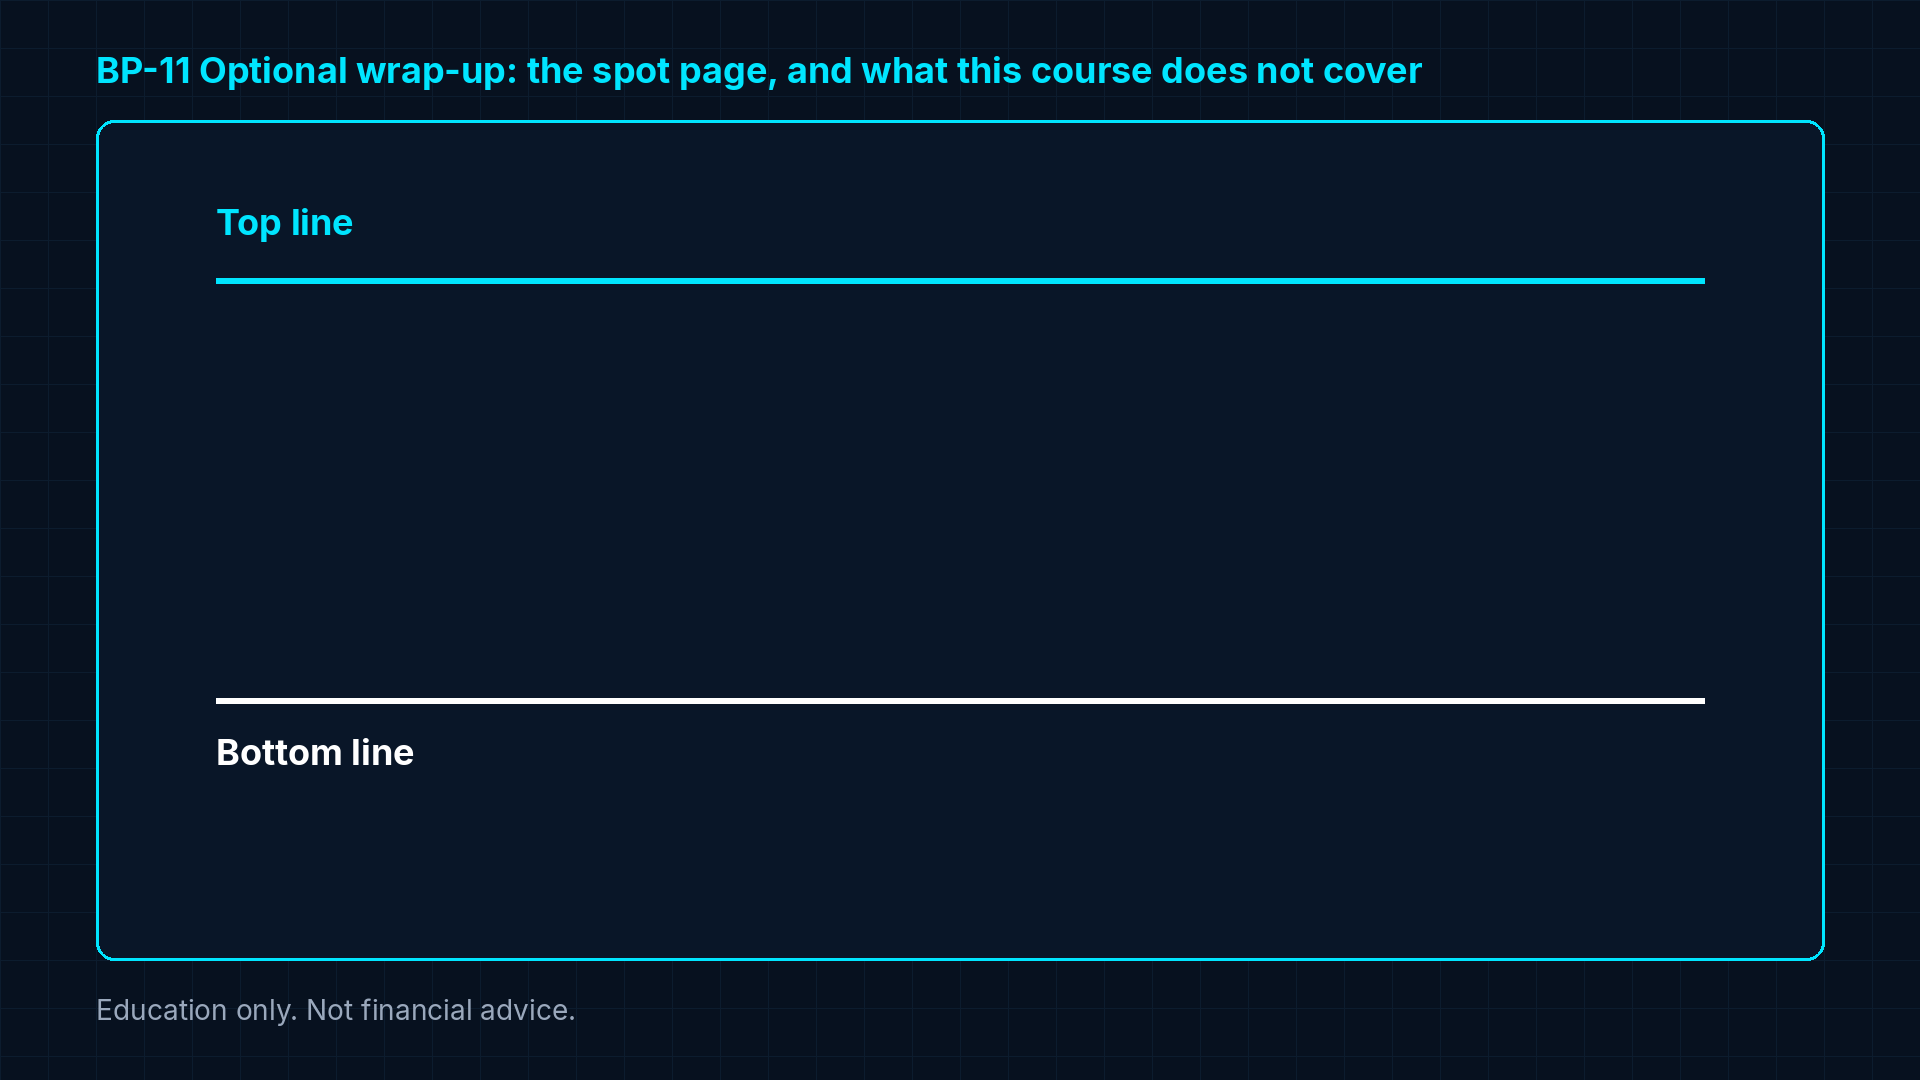 BP-11 Optional wrap-up: the spot page, and what this course does not cover
Top line
Bottom line
Education only. Not financial advice.